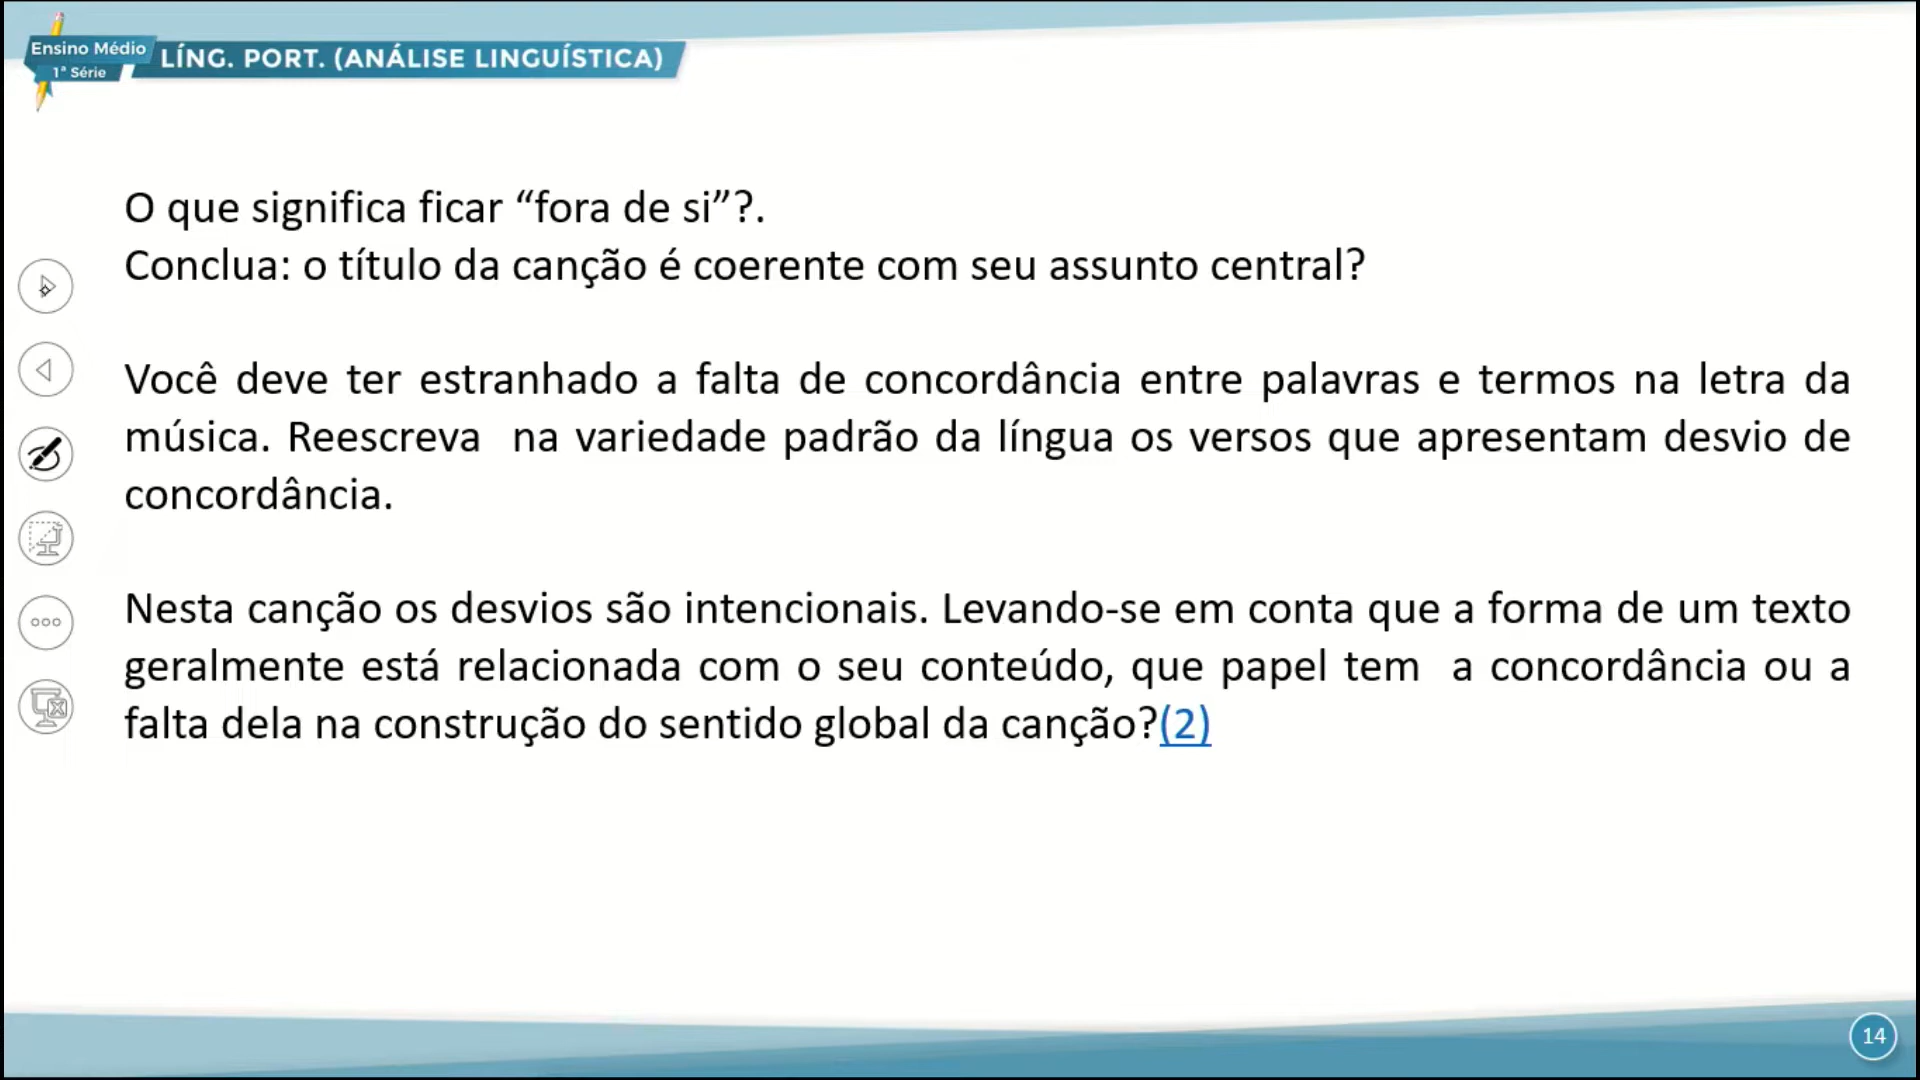 Ensino Médio
1ª Série
LÍNG. PORT. (ANÁLISE LINGUÍSTICA)
O que significa ficar “fora de si”?.
Conclua: o título da canção é coerente com seu assunto central?
Você deve ter estranhado a falta de concordância entre palavras e termos na letra da
música. Reescreva na variedade padrão da língua os versos que apresentam desvio de
concordância.
Nesta canção os desvios são intencionais. Levando-se em conta que a forma de um texto
geralmente está relacionada com o seu conteúdo, que papel tem a concordância ou a
falta dela na construção do sentido global da canção?(2)
14